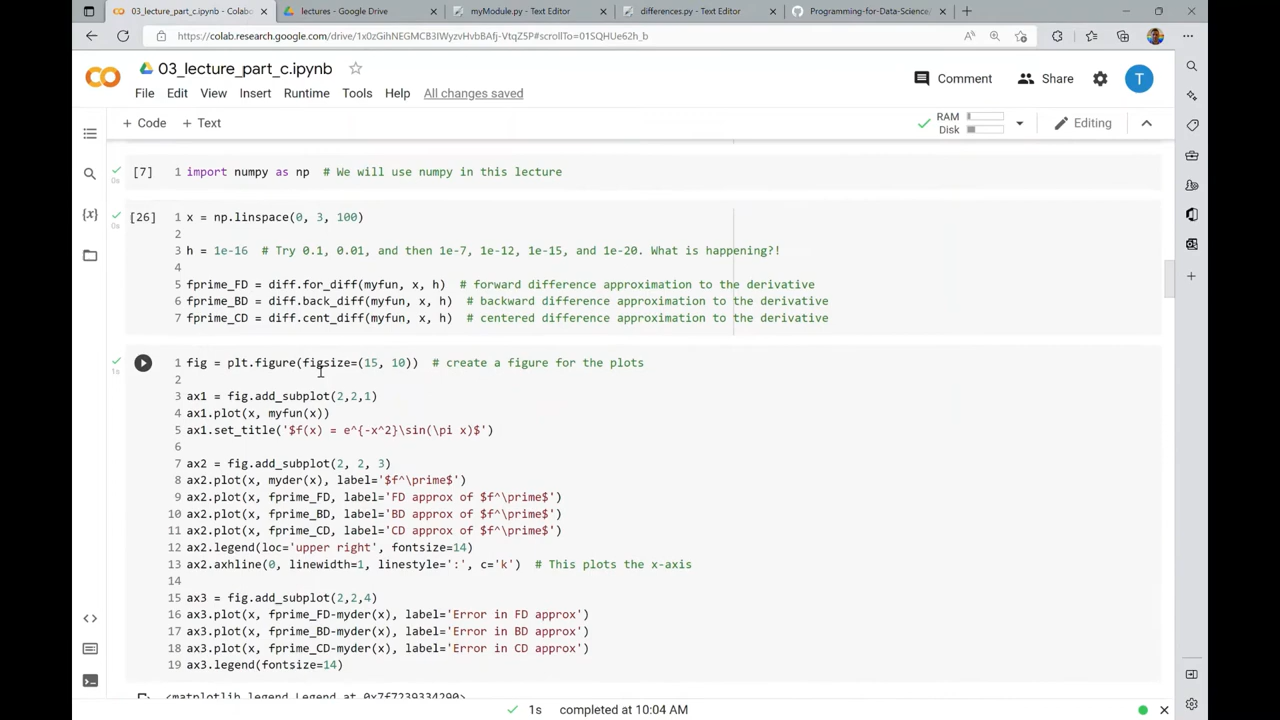 03_lecture_part_c.ipynb - Colabo
lectures - Google Drive
myModule.py - Text Editor
differences.py - Text Editor
Programming-for-Data-Science/
https://colab.research.google.com/drive/1x0zGihNEGMCB3IWyzvHvbBAfj-VtqZ5P#scrollTo=01SQHUe62h_b
03_lecture_part_c.ipynb
Comment
Share
T
File Edit View Insert Runtime Tools Help All changes saved
+ Code + Text
RAM
Disk
Editing
[7] 1 import numpy as np # We will use numpy in this lecture
0s
[26] 1 x = np.linspace(0, 3, 100)
0s
2
3 h = 1e-16 # Try 0.1, 0.01, and then 1e-7, 1e-12, 1e-15, and 1e-20. What is happening?!
4
5 fprime_FD = diff.for_diff(myfun, x, h) # forward difference approximation to the derivative
6 fprime_BD = diff.back_diff(myfun, x, h) # backward difference approximation to the derivative
7 fprime_CD = diff.cent_diff(myfun, x, h) # centered difference approximation to the derivative
1 fig = plt.figure(figsize=(15, 10)) # create a figure for the plots
1s
2
3 ax1 = fig.add_subplot(2,2,1)
4 ax1.plot(x, myfun(x))
5 ax1.set_title('$f(x) = e^{-x^2}\sin(\pi x)$')
6
7 ax2 = fig.add_subplot(2, 2, 3)
8 ax2.plot(x, myder(x), label='$f^\prime$')
9 ax2.plot(x, fprime_FD, label='FD approx of $f^\prime$')
10 ax2.plot(x, fprime_BD, label='BD approx of $f^\prime$')
11 ax2.plot(x, fprime_CD, label='CD approx of $f^\prime$')
12 ax2.legend(loc='upper right', fontsize=14)
13 ax2.axhline(0, linewidth=1, linestyle=':', c='k') # This plots the x-axis
14
15 ax3 = fig.add_subplot(2,2,4)
16 ax3.plot(x, fprime_FD-myder(x), label='Error in FD approx')
17 ax3.plot(x, fprime_BD-myder(x), label='Error in BD approx')
18 ax3.plot(x, fprime_CD-myder(x), label='Error in CD approx')
19 ax3.legend(fontsize=14)
<matplotlib.legend.Legend at 0x7f7239334290>
1s completed at 10:04 AM